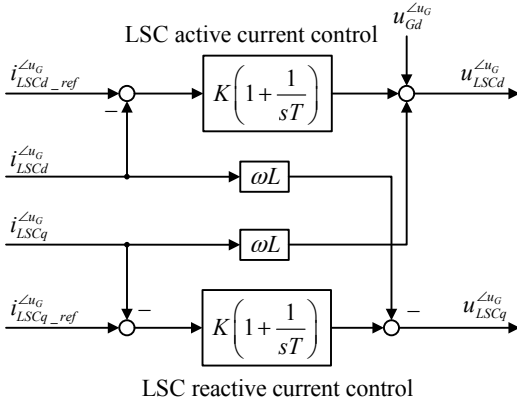 LSC active current control
u_{Gd}^{∠u_G}
i_{LSCd_ref}^{∠u_G}
−
K(1 + 1/sT)
u_{LSCd}^{∠u_G}
i_{LSCd}^{∠u_G}
ωL
i_{LSCq}^{∠u_G}
ωL
i_{LSCq_ref}^{∠u_G}
−
K(1 + 1/sT)
−
u_{LSCq}^{∠u_G}
LSC reactive current control